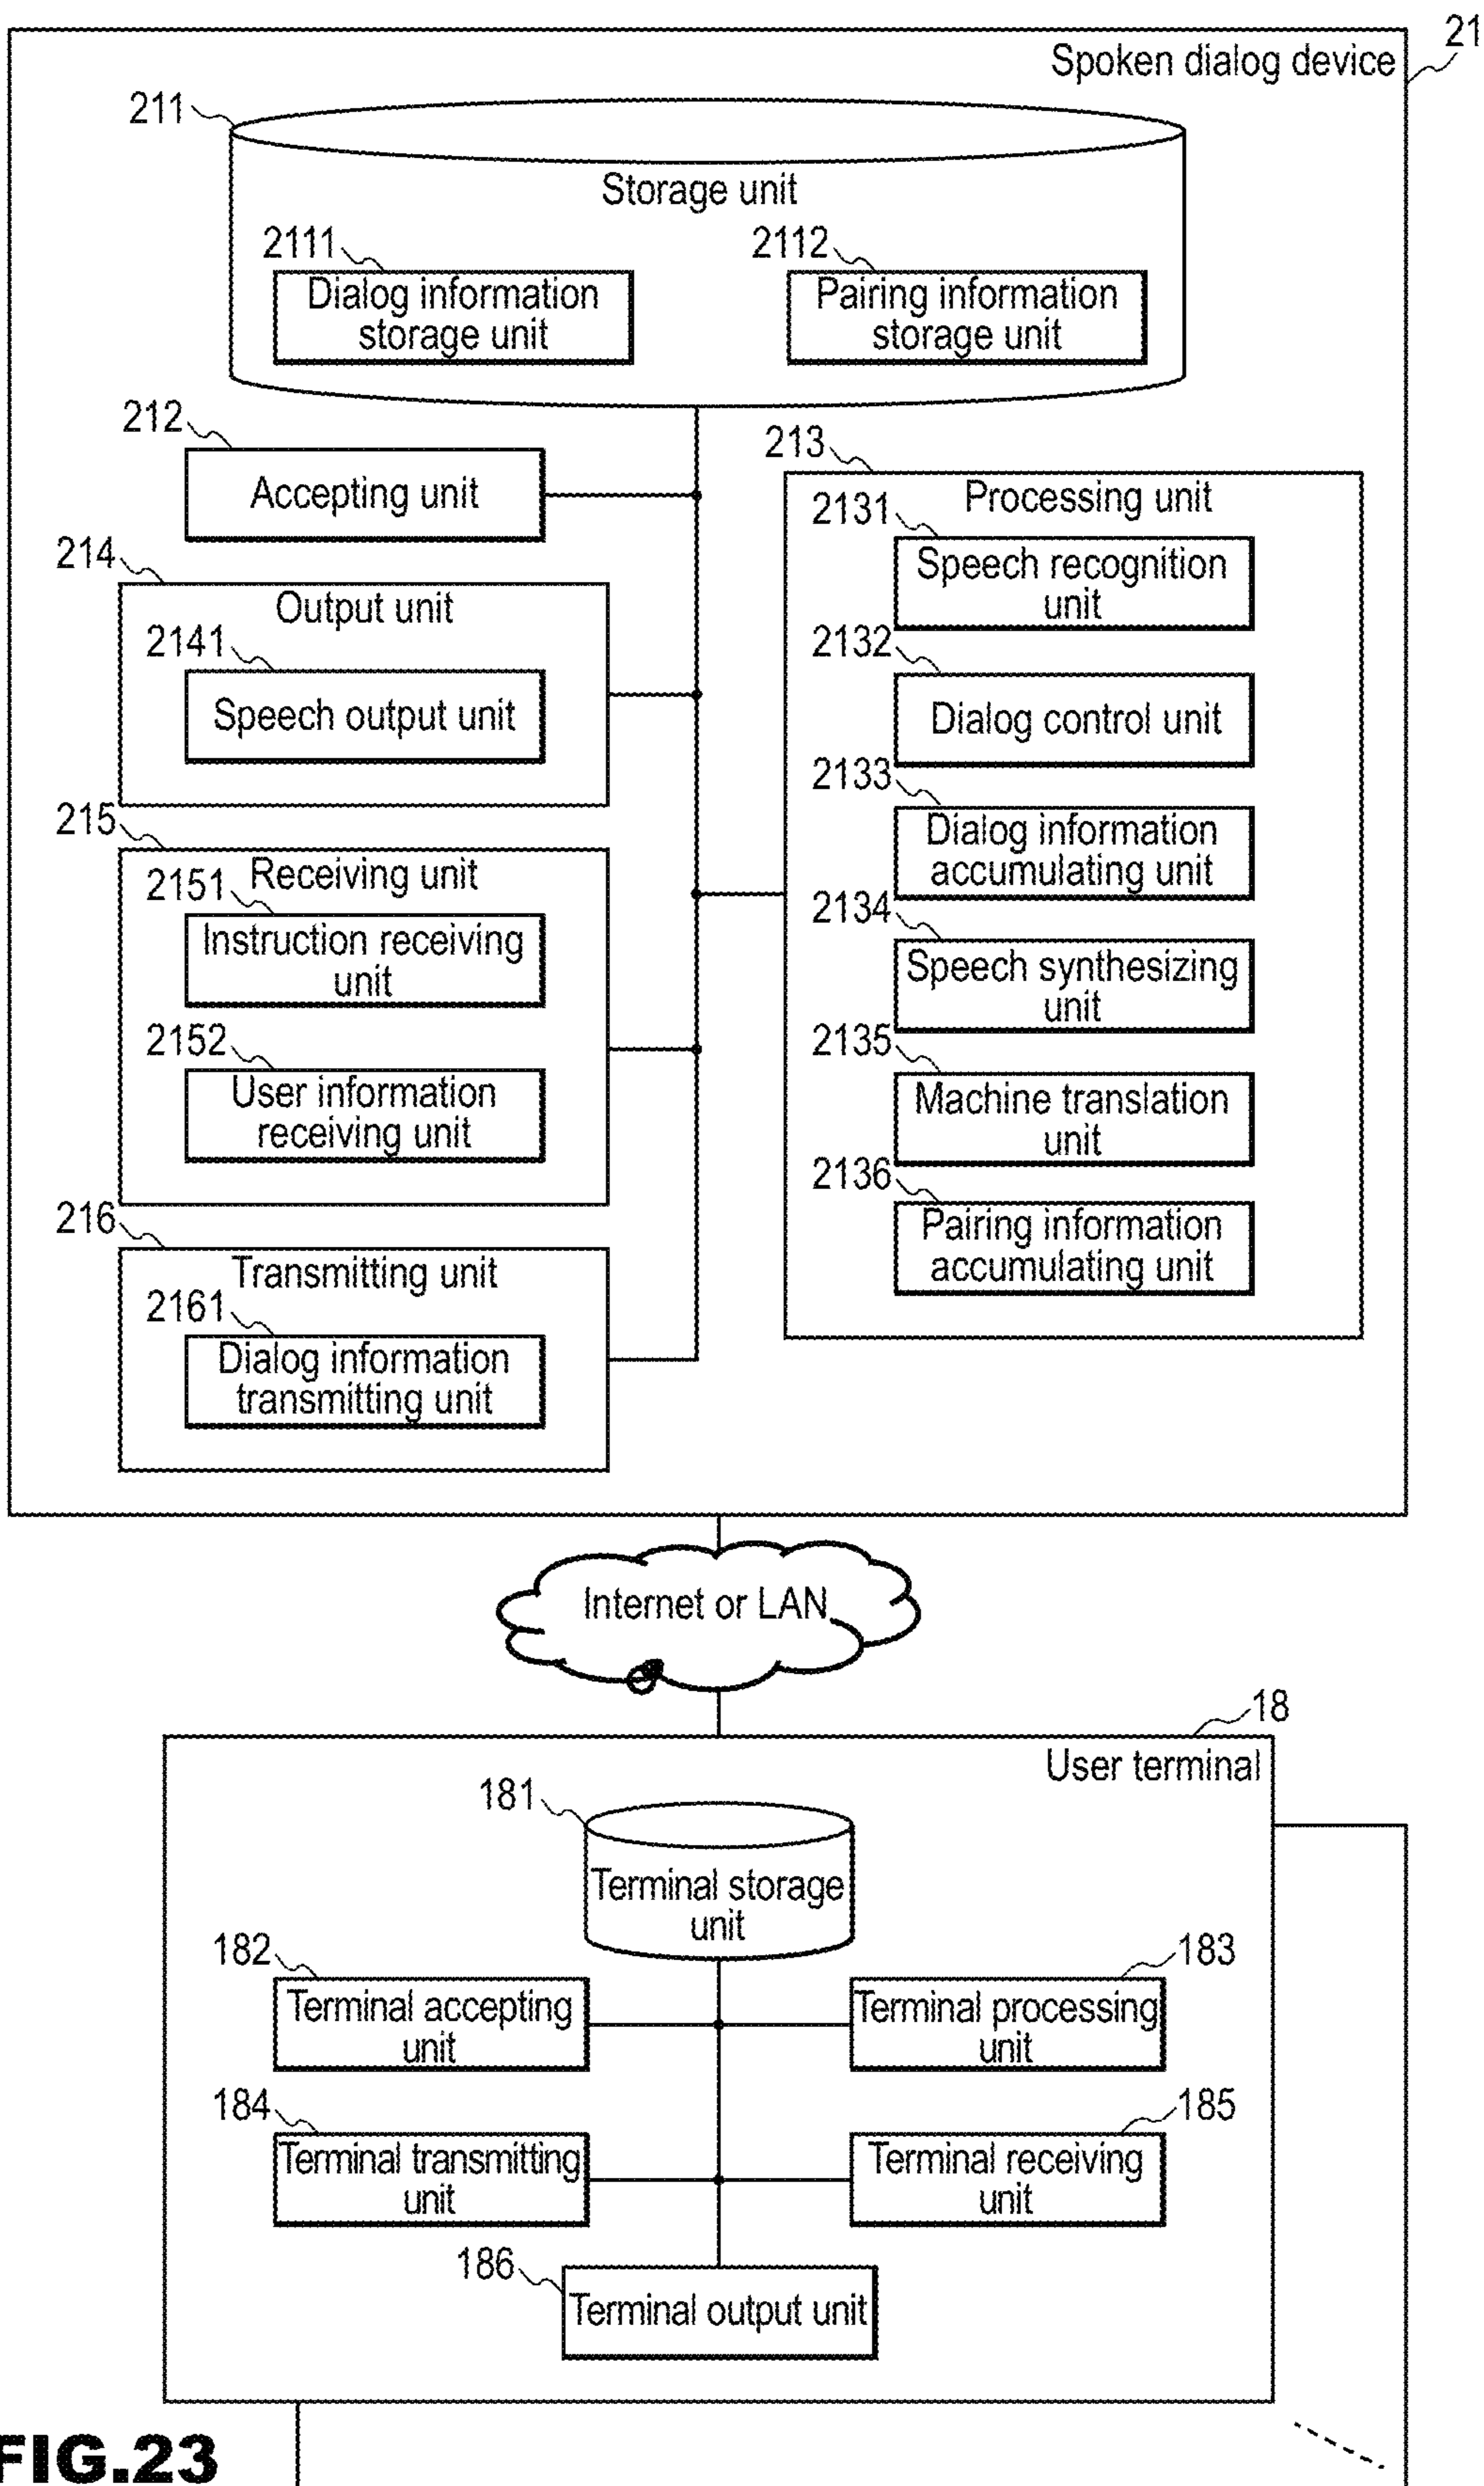 21
Spoken dialog device
211
Storage unit
2111
2112
Dialog information
storage unit
Pairing information
storage unit
212
Accepting unit
213
Processing unit
2131
Speech recognition
unit
214
Output unit
2141
Speech output unit
2132
Dialog control unit
2133
Dialog information
accumulating unit
215
Receiving unit
2151
Instruction receiving
unit
2134
Speech synthesizing
unit
2152
User information
receiving unit
2135
Machine translation
unit
2136
Pairing information
accumulating unit
216
Transmitting unit
2161
Dialog information
transmitting unit
Internet or LAN
18
User terminal
181
Terminal storage
unit
182
Terminal accepting
unit
183
Terminal processing
unit
184
Terminal transmitting
unit
185
Terminal receiving
unit
186
Terminal output unit
FIG.23